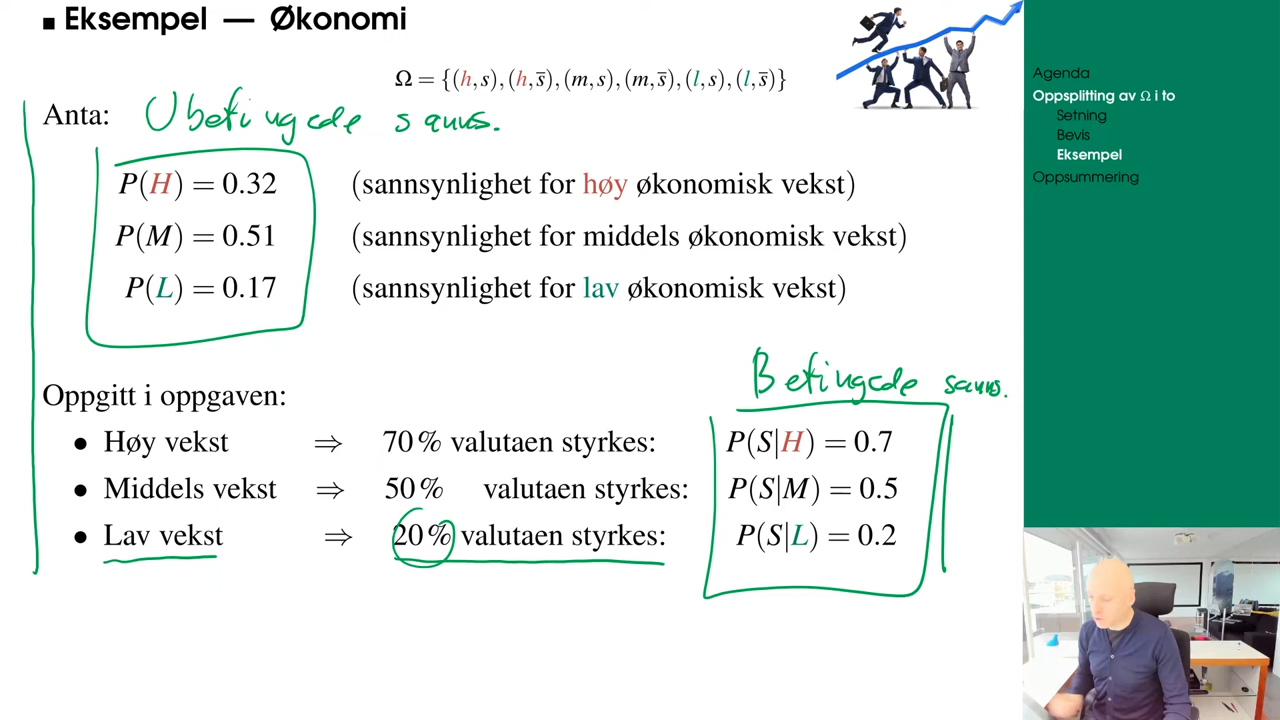 Eksempel — Økonomi
Ω = {(h,s),(h,s̅),(m,s),(m,s̅),(l,s),(l,s̅)}
Anta: Ubetingede sanns.
P(H) = 0.32 (sannsynlighet for høy økonomisk vekst)
P(M) = 0.51 (sannsynlighet for middels økonomisk vekst)
P(L) = 0.17 (sannsynlighet for lav økonomisk vekst)
Betingede sanns.
Oppgitt i oppgaven:
• Høy vekst ⇒ 70% valutaen styrkes: P(S|H) = 0.7
• Middels vekst ⇒ 50% valutaen styrkes: P(S|M) = 0.5
• Lav vekst ⇒ 20% valutaen styrkes: P(S|L) = 0.2
Agenda
Oppsplitting av Ω i to
Setning
Bevis
Eksempel
Oppsummering